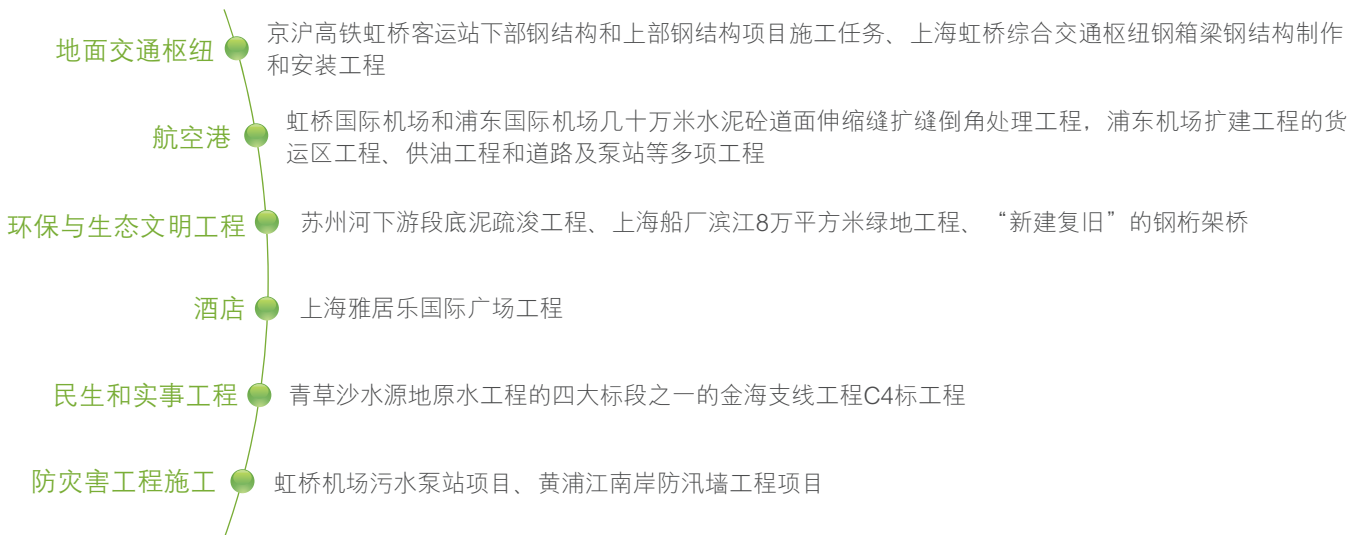 地面交通枢纽
京沪高铁虹桥客运站下部钢结构和上部钢结构项目施工任务、上海虹桥综合交通枢纽钢箱梁钢结构制作
和安装工程
航空港
虹桥国际机场和浦东国际机场几十万米水泥砼道面伸缩缝扩缝倒角处理工程，浦东机场扩建工程的货
运区工程、供油工程和道路及泵站等多项工程
环保与生态文明工程
苏州河下游段底泥疏浚工程、上海船厂滨江8万平方米绿地工程、“新建复旧”的钢桁架桥
酒店
上海雅居乐国际广场工程
民生和实事工程
青草沙水源地原水工程的四大标段之一的金海支线工程C4标工程
防灾害工程施工
虹桥机场污水泵站项目、黄浦江南岸防汛墙工程项目